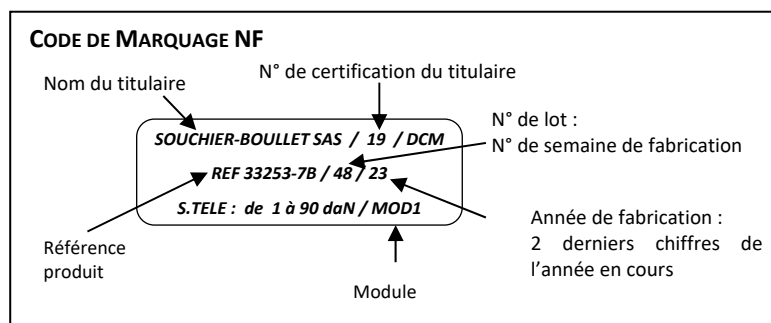 CODE DE MARQUAGE NF
N° de certification du titulaire
Nom du titulaire
SOUCHIER-BOULLET SAS / 19 / DCM
REF 33253-7B / 48 / 23
S.TELE : de 1 à 90 daN / MOD1
N° de lot :
N° de semaine de fabrication
Année de fabrication :
2 derniers chiffres de
l'année en cours
Référence
produit
Module